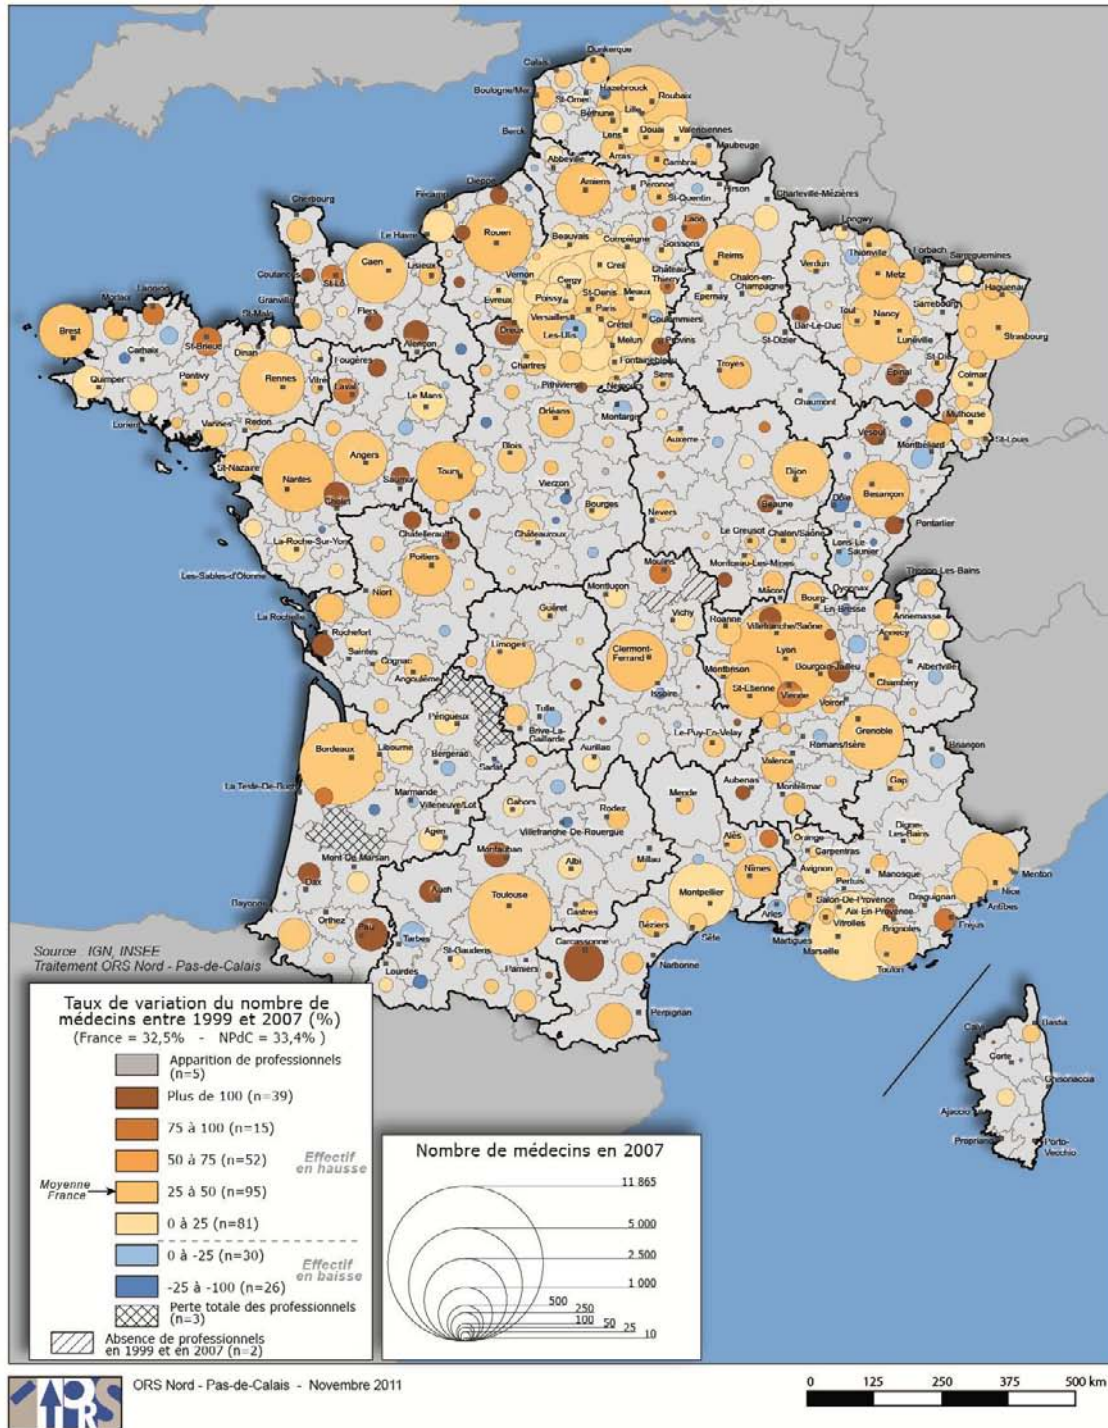 Dunkerque
Calais
Boulogne/Mer
St-Omer
Hazebrouck
Roubaix
Lille
Béthune
Berck
Lens
Douai
Valenciennes
Maubeuge
Arras
Cambrai
Abbeville
Dieppe
Amiens
Péronne
St-Quentin
Hirson
Charleville-Mézières
Cherbourg
Fécamp
Le Havre
Rouen
Beauvais
Compiègne
Laon
Soissons
Longwy
Thionville
Forbach
Sarreguemines
Coutances
St-Lô
Caen
Lisieux
Vernon
Evreux
Cergy
Creil
Château
Thierry
Reims
Verdun
Metz
Haguenau
Granville
Lannion
Morlaix
St-Malo
Flers
Alençon
Dreux
Poissy
St-Denis
Meaux
Paris
Versailles
Coulommiers
Créteil
Les-Ulis
Melun
Provins
Epernay
Chalon-en-
Champagne
Bar-Le-Duc
St-Dizier
Toul
Nancy
Sarrebourg
Lunéville
Strasbourg
St-Dié
Brest
Carhaix
St-Brieuc
Dinan
Fougères
Chartres
Fontainebleau
Nemours
Pithiviers
Sens
Troyes
Chaumont
Epinal
Colmar
Quimper
Pontivy
Rennes
Vitré
Laval
Le Mans
Orléans
Montargis
Mulhouse
St-Louis
Lorient
Vannes
Redon
Auxerre
Vesoul
Montbéliard
St-Nazaire
Nantes
Angers
Saumur
Tours
Blois
Vierzon
Dijon
Besançon
Cholet
Bourges
Nevers
Beaune
Dôle
Pontarlier
La-Roche-Sur-Yon
Châtellerault
Châteauroux
Le Creusot
Chalon/Saône
Lons-Le-
Saunier
Les-Sables-d'Olonne
Poitiers
Montceau-Les-Mines
Moulins
Montluçon
Mâcon
Bourg-
En-Bresse
Oyonnax
Thonon Les-Bains
La Rochelle
Niort
Guéret
Vichy
Roanne
Villefranche/Saône
Annemasse
Annecy
Rochefort
Saintes
Cognac
Angoulême
Limoges
Clermont-
Ferrand
Lyon
Montbrison
Bourgoin-Jailleu
Albertville
Chambéry
Issoire
St-Etienne
Vienne
Voiron
Périgueux
Tulle
Brive-La-
Gaillarde
Le-Puy-En-Velay
Grenoble
Romans/Isère
Bordeaux
Libourne
Bergerac
Sarlat
Aurillac
Valence
Briançon
La Teste-De-Buch
Marmande
Villeneuve/Lot
Cahors
Rodez
Mende
Aubenas
Montélimar
Gap
Agen
Villefranche De-Rouergue
Digne-
Les-Bains
Mont De Marsan
Montauban
Albi
Millau
Alès
Orange
Carpentras
Avignon
Pertuis
Manosque
Menton
Nice
Antibes
Dax
Auch
Toulouse
Castres
Nîmes
Montpellier
Salon-De-Provence
Draguignan
Bayonne
Orthez
Pau
Tarbes
St-Gaudens
Béziers
Sète
Arles
Aix-En-Provence
Vitrolles
Brignoles
Fréjus
Martigues
Marseille
Toulon
Lourdes
Pamiers
Carcassonne
Narbonne
Perpignan
Bastia
Calvi
Corte
Ghisonaccia
Ajaccio
Propriano
Porto-
Vecchio
Source IGN, INSEE
Traitement ORS Nord - Pas-de-Calais
Taux de variation du nombre de
médecins entre 1999 et 2007 (%)
(France = 32,5% - NPdC = 33,4% )
Apparition de professionnels
(n=5)
Plus de 100 (n=39)
75 à 100 (n=15)
50 à 75 (n=52)
Effectif
en hausse
Moyenne
France
25 à 50 (n=95)
0 à 25 (n=81)
0 à -25 (n=30)
Effectif
en baisse
-25 à -100 (n=26)
Perte totale des professionnels
(n=3)
Absence de professionnels
en 1999 et en 2007 (n=2)
Nombre de médecins en 2007
11 865
5 000
2 500
1 000
500
250
100
50
25
10
ORS Nord - Pas-de-Calais - Novembre 2011
0 125 250 375 500 km
ORS